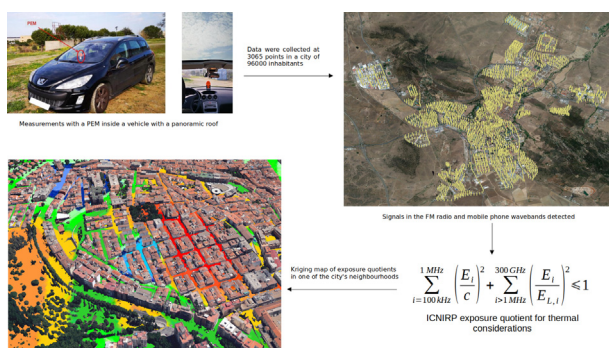 PEM
Data were collected at
3065 points in a city of
96000 inhabitants
Measurements with a PEM inside a vehicle with a panoramic roof
Signals in the FM radio and mobile phone wavebands detected
Kriging map of exposure quotients
in one of the city's neighbourhoods
1 MHz ∑ i=100 kHz (E_i / c)² + 300 GHz ∑ i>1 MHz (E_i / E_{L,i})² ⩽ 1
ICNIRP exposure quotient for thermal
considerations